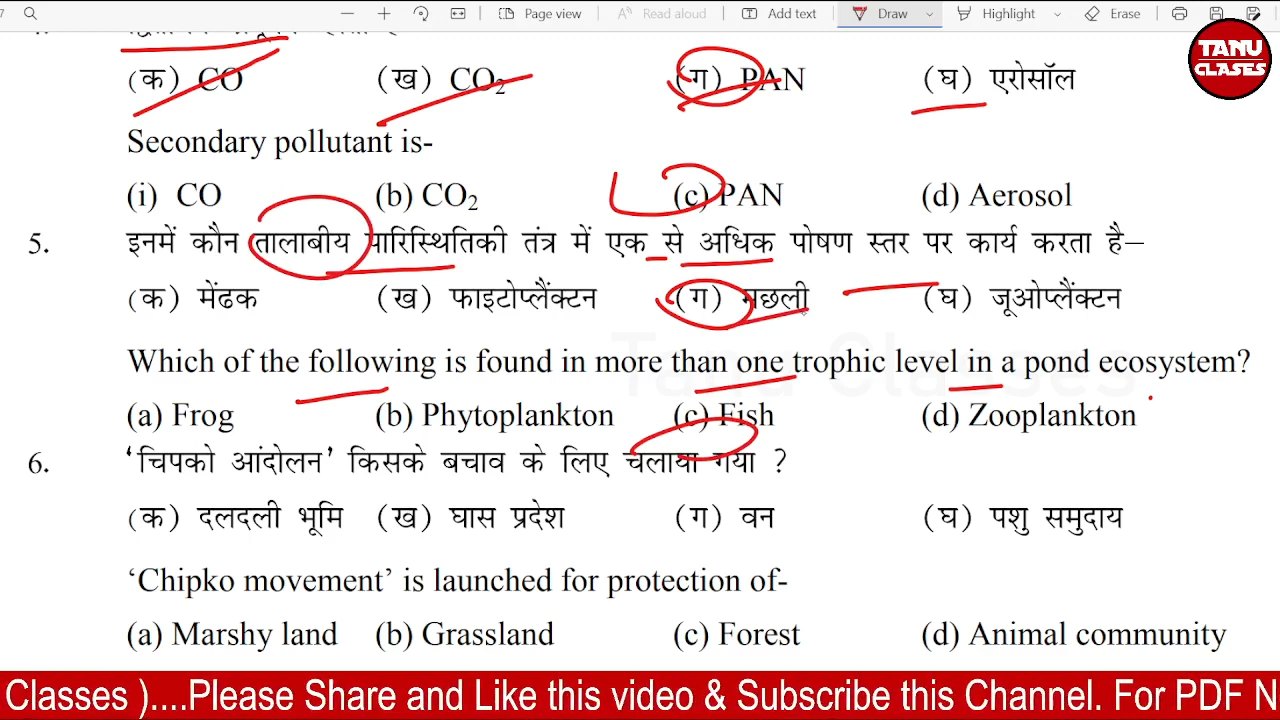 Page view
Read aloud
Add text
Draw
Highlight
Erase
TANU
CLASSES
(क) CO (ख) CO2 (ग) PAN (घ) एरोसॉल
Secondary pollutant is-
(i) CO (b) CO2 (c) PAN (d) Aerosol
5. इनमें कौन तालाबीय पारिस्थितिकी तंत्र में एक से अधिक पोषण स्तर पर कार्य करता है–
(क) मेंढक (ख) फाइटोप्लैंक्टन (ग) मछली (घ) जूओप्लैंक्टन
Which of the following is found in more than one trophic level in a pond ecosystem?
(a) Frog (b) Phytoplankton (c) Fish (d) Zooplankton
6. ‘चिपको आंदोलन’ किसके बचाव के लिए चलाया गया ?
(क) दलदली भूमि (ख) घास प्रदेश (ग) वन (घ) पशु समुदाय
‘Chipko movement’ is launched for protection of-
(a) Marshy land (b) Grassland (c) Forest (d) Animal community
Classes )....Please Share and Like this video & Subscribe this Channel. For PDF N